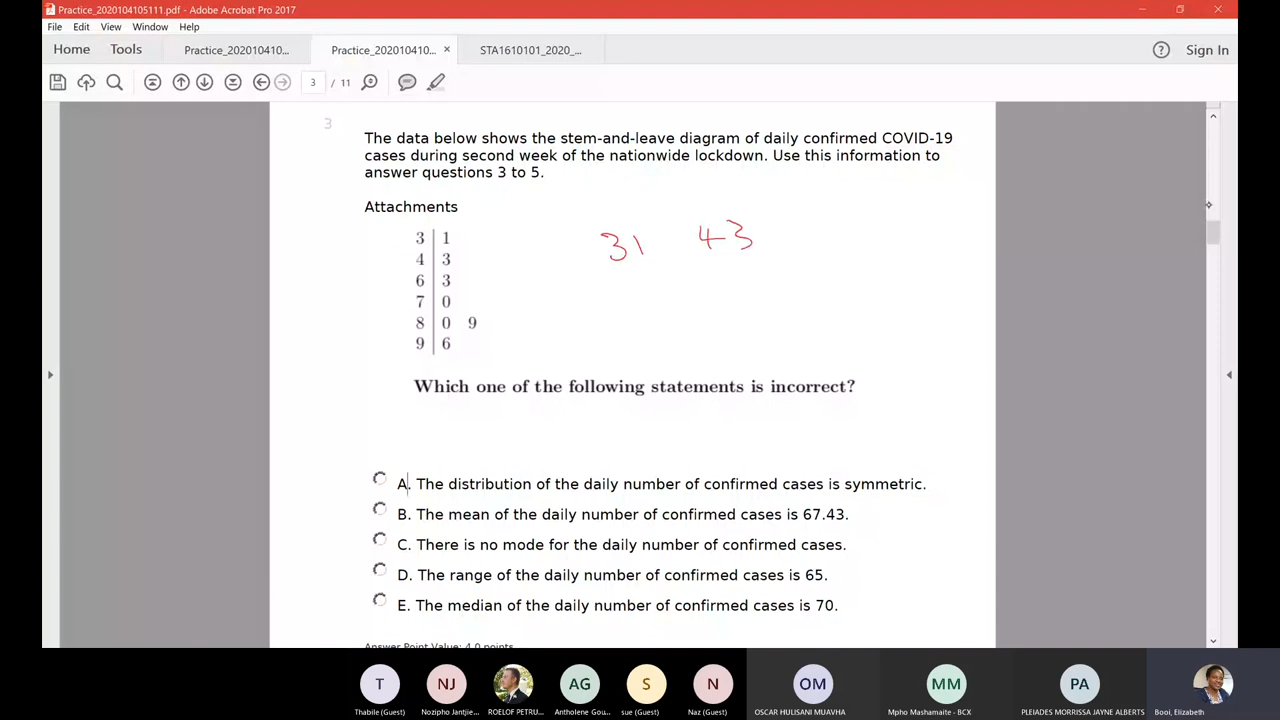 Practice_2020104105111.pdf - Adobe Acrobat Pro 2017
File Edit View Window Help
Home Tools Practice_202010410... Practice_202010410... × STA1610101_2020_... Sign In
3 / 11
3
The data below shows the stem-and-leave diagram of daily confirmed COVID-19
cases during second week of the nationwide lockdown. Use this information to
answer questions 3 to 5.
Attachments
31 43
3 | 1
4 | 3
6 | 3
7 | 0
8 | 0 9
9 | 6
Which one of the following statements is incorrect?
A. The distribution of the daily number of confirmed cases is symmetric.
B. The mean of the daily number of confirmed cases is 67.43.
C. There is no mode for the daily number of confirmed cases.
D. The range of the daily number of confirmed cases is 65.
E. The median of the daily number of confirmed cases is 70.
Answer Point Value: 4.0 points
T NJ AG S N OM MM PA
Thabile (Guest) Nozipho Jantjie... ROELOF PETRU... Antholene Gou... sue (Guest) Naz (Guest) OSCAR HULISANI MUAVHA Mpho Mashamaite - BCX PLEIADES MORRISSA JAYNE ALBERTS Booi, Elizabeth